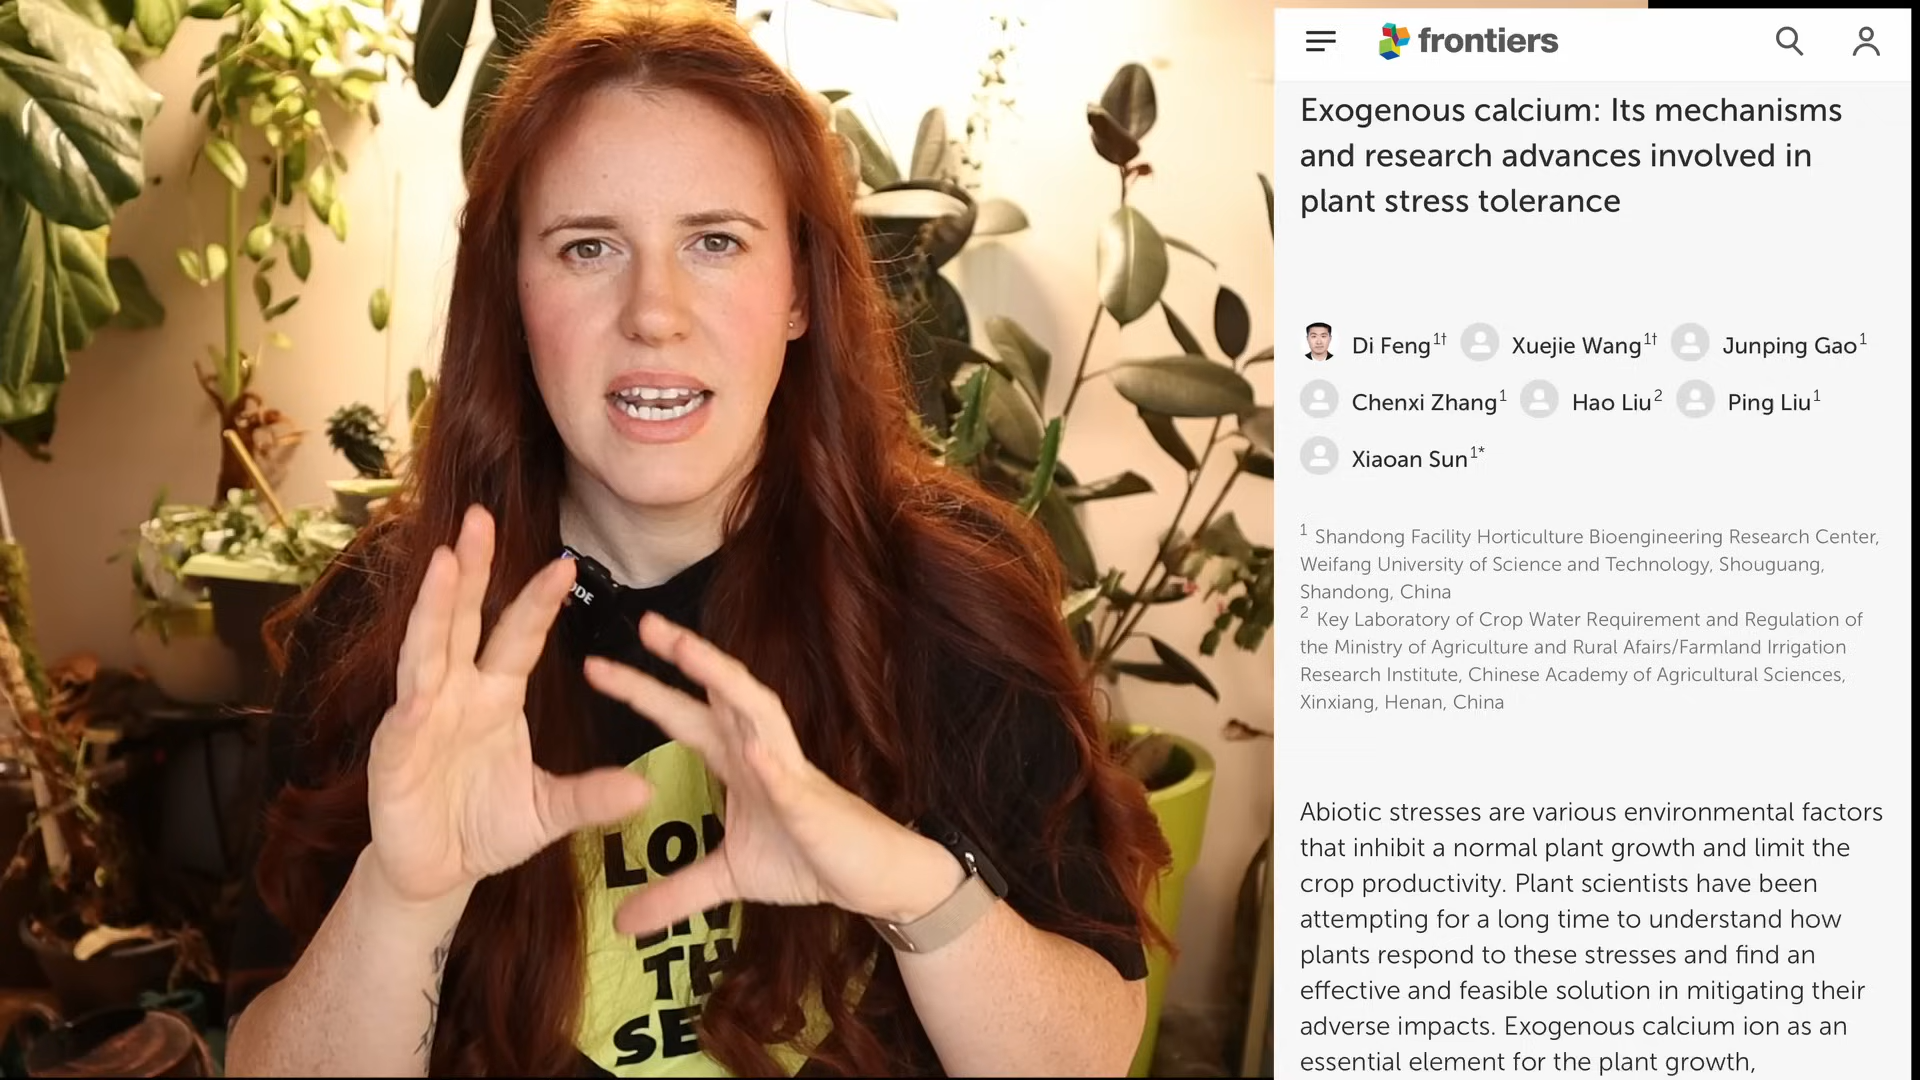 frontiers
Exogenous calcium: Its mechanisms
and research advances involved in
plant stress tolerance
Di Feng1† Xuejie Wang1† Junping Gao1
Chenxi Zhang1 Hao Liu2 Ping Liu1
Xiaoan Sun1*
1 Shandong Facility Horticulture Bioengineering Research Center,
Weifang University of Science and Technology, Shouguang,
Shandong, China
2 Key Laboratory of Crop Water Requirement and Regulation of
the Ministry of Agriculture and Rural Afairs/Farmland Irrigation
Research Institute, Chinese Academy of Agricultural Sciences,
Xinxiang, Henan, China
Abiotic stresses are various environmental factors
that inhibit a normal plant growth and limit the
crop productivity. Plant scientists have been
attempting for a long time to understand how
plants respond to these stresses and find an
effective and feasible solution in mitigating their
adverse impacts. Exogenous calcium ion as an
essential element for the plant growth,